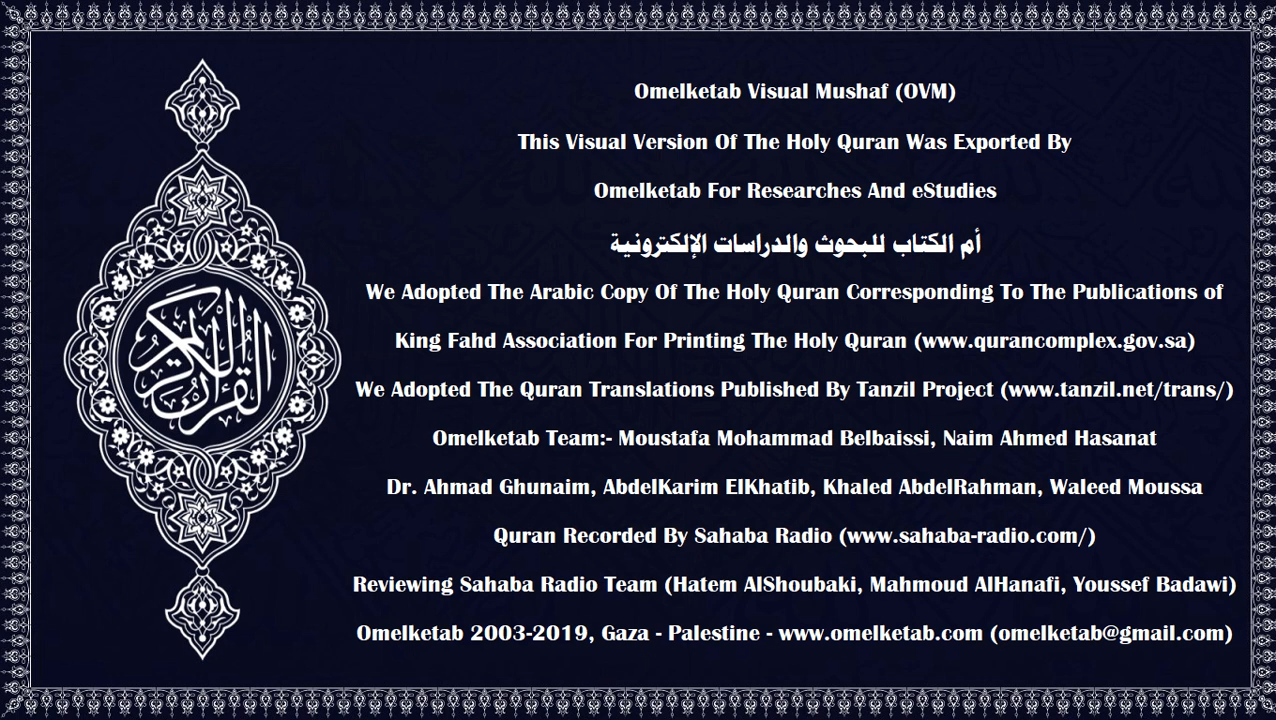 القرآن الكريم
Omelketab Visual Mushaf (OVM)
This Visual Version Of The Holy Quran Was Exported By
Omelketab For Researches And eStudies
أم الكتاب للبحوث والدراسات الإلكترونية
We Adopted The Arabic Copy Of The Holy Quran Corresponding To The Publications of
King Fahd Association For Printing The Holy Quran (www.qurancomplex.gov.sa)
We Adopted The Quran Translations Published By Tanzil Project (www.tanzil.net/trans/)
Omelketab Team:- Moustafa Mohammad Belbaissi, Naim Ahmed Hasanat
Dr. Ahmad Ghunaim, AbdelKarim ElKhatib, Khaled AbdelRahman, Waleed Moussa
Quran Recorded By Sahaba Radio (www.sahaba-radio.com/)
Reviewing Sahaba Radio Team (Hatem AlShoubaki, Mahmoud AlHanafi, Youssef Badawi)
Omelketab 2003-2019, Gaza - Palestine - www.omelketab.com (omelketab@gmail.com)